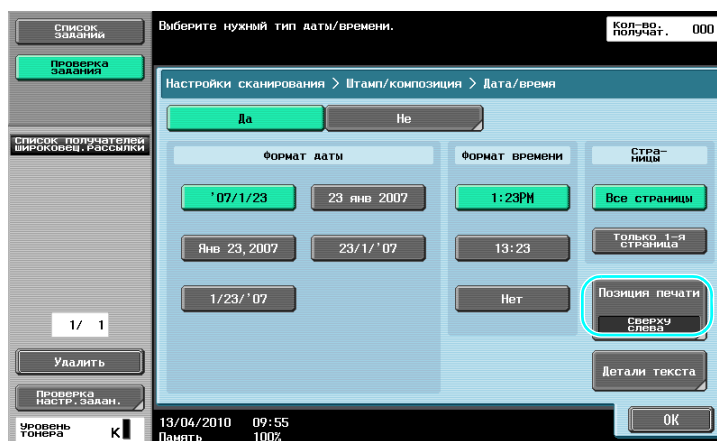 Список
заданий
Выберите нужный тип даты/времени.
Кол-во.
получат.
000
Проверка
задания
Настройки сканирования > Штамп/композиция > Дата/время
Да
Не
Список получателей
широковещ.рассылки
Формат даты
Формат времени
Стра-
ницы
'07/1/23
23 янв 2007
1:23PM
Все страницы
Янв 23,2007
23/1/'07
13:23
Только 1-я
страница
1/23/'07
Нет
Позиция печати
Сверху
слева
1/ 1
Удалить
Детали текста
Проверка
настр.задан.
Уровень
тонера
K
13/04/2010 09:55
Память 100%
OK